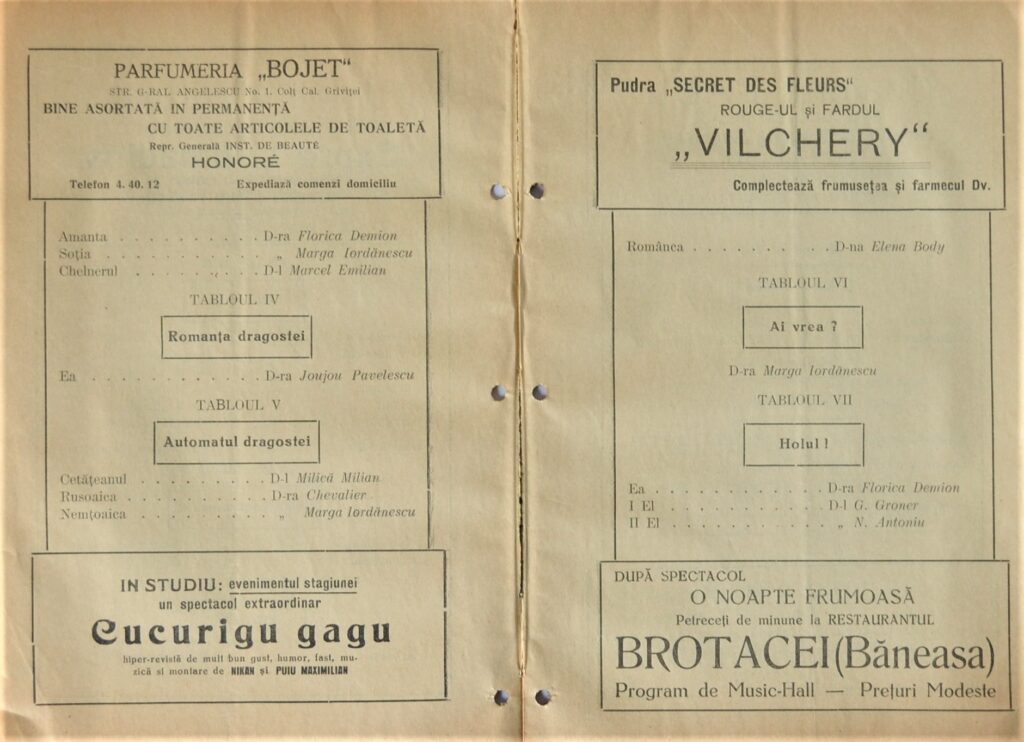 PARFUMERIA „BOJET“
STR. G-RAL ANGELESCU No. 1. Colț Cal. Griviței
BINE ASORTATĂ IN PERMANENȚĂ
CU TOATE ARTICOLELE DE TOALETĂ
Repr. Generală INST. DE BEAUTÉ
HONORÉ
Telefon 4. 40. 12 Expediază comenzi domiciliu
Amanta . . . . . . . . . . . D-ra Florica Demion
Soția . . . . . . . . . . . „ Marga Iordănescu
Chelnerul . . . . . . . . . . D-l Marcel Emilian
TABLOUL IV
Romanța dragostei
Ea . . . . . . . . . . . . D-ra Joujou Pavelescu
TABLOUL V
Automatul dragostei
Cetățeanul . . . . . . . . . . D-l Milică Milian
Rusoaica . . . . . . . . . . . D-ra Chevalier
Nemțoaica . . . . . . . . . . „ Marga Iordănescu
IN STUDIU: evenimentul stagiunei
un spectacol extraordinar
Cucurigu gagu
hiper-revistă de mult bun gust, humor, fast, mu-
zică si montare de NIKAN și PUIU MAXIMILIAN
Pudra „SECRET DES FLEURS“
ROUGE-UL și FARDUL
„VILCHERY“
Complectează frumusețea și farmecul Dv.
Românca . . . . . . . . . . D-na Elena Body
TABLOUL VI
Ai vrea ?
D-ra Marga Iordănescu
TABLOUL VII
Holul !
Ea . . . . . . . . . . . . D-ra Florica Demion
I El . . . . . . . . . . . . D-l G. Groner
II El . . . . . . . . . . . . „ N. Antoniu
DUPĂ SPECTACOL
O NOAPTE FRUMOASĂ
Petreceți de minune la RESTAURANTUL
BROTACEI (Băneasa)
Program de Music-Hall — Prețuri Modeste